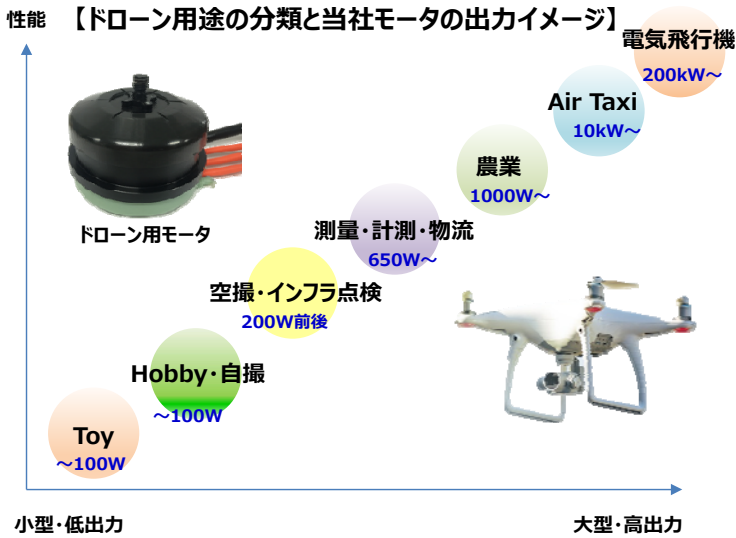 性能
【ドローン用途の分類と当社モータの出力イメージ】
電気飛行機
200kW～
Air Taxi
10kW～
農業
1000W～
測量・計測・物流
650W～
ドローン用モータ
空撮・インフラ点検
200W前後
Hobby・自撮
～100W
Toy
～100W
小型・低出力
大型・高出力